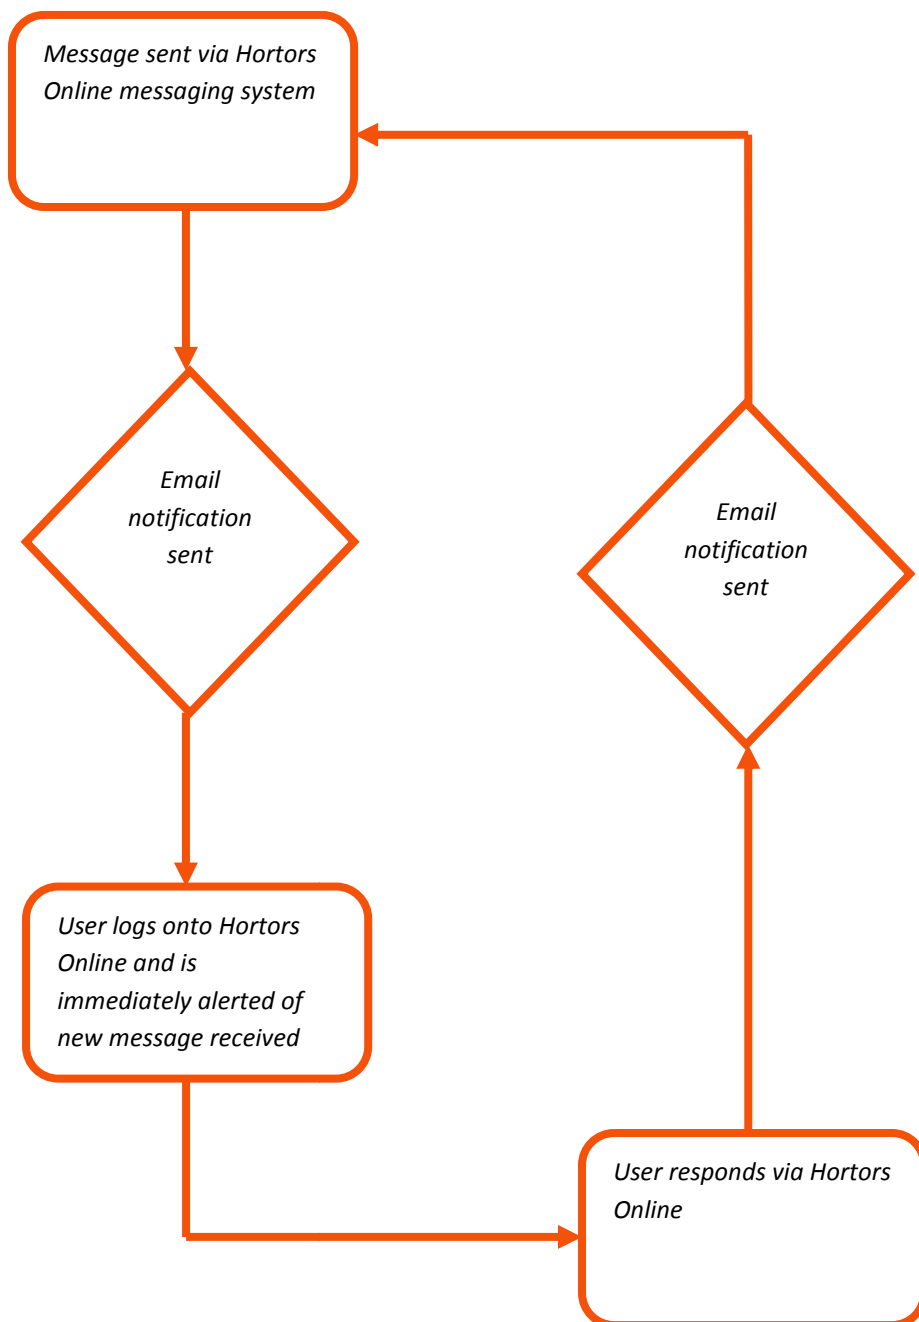 Message sent via Hortors
Online messaging system
Email
notification
sent
Email
notification
sent
User logs onto Hortors
Online and is
immediately alerted of
new message received
User responds via Hortors
Online